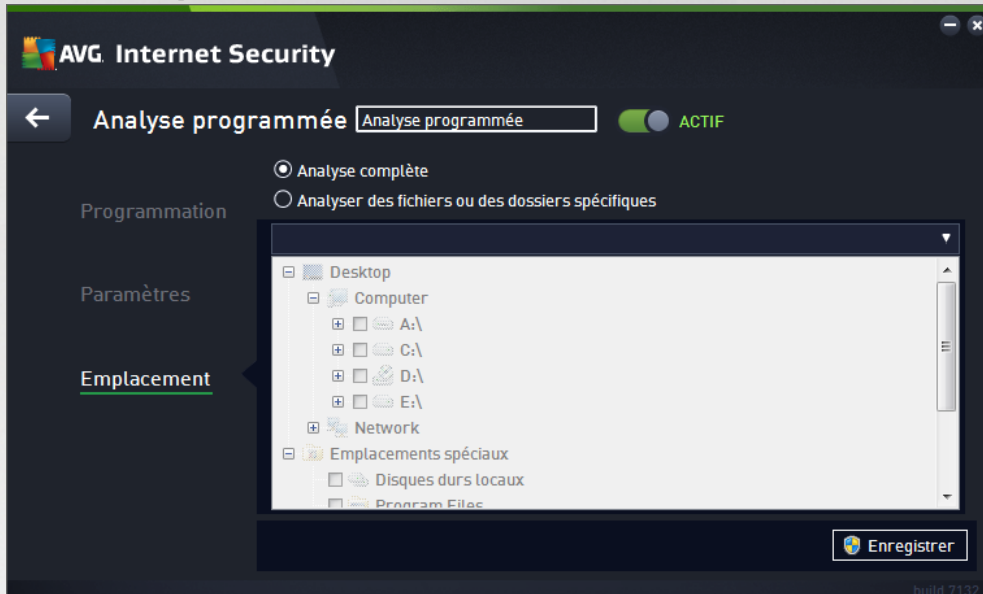 AVG. Internet Security
Analyse programmée
Analyse programmée
ACTIF
Analyse complète
Analyser des fichiers ou des dossiers spécifiques
Programmation
Paramètres
Emplacement
Desktop
Computer
A:\
C:\
D:\
E:\
Network
Emplacements spéciaux
Disques durs locaux
Program Files
Enregistrer
build 7132